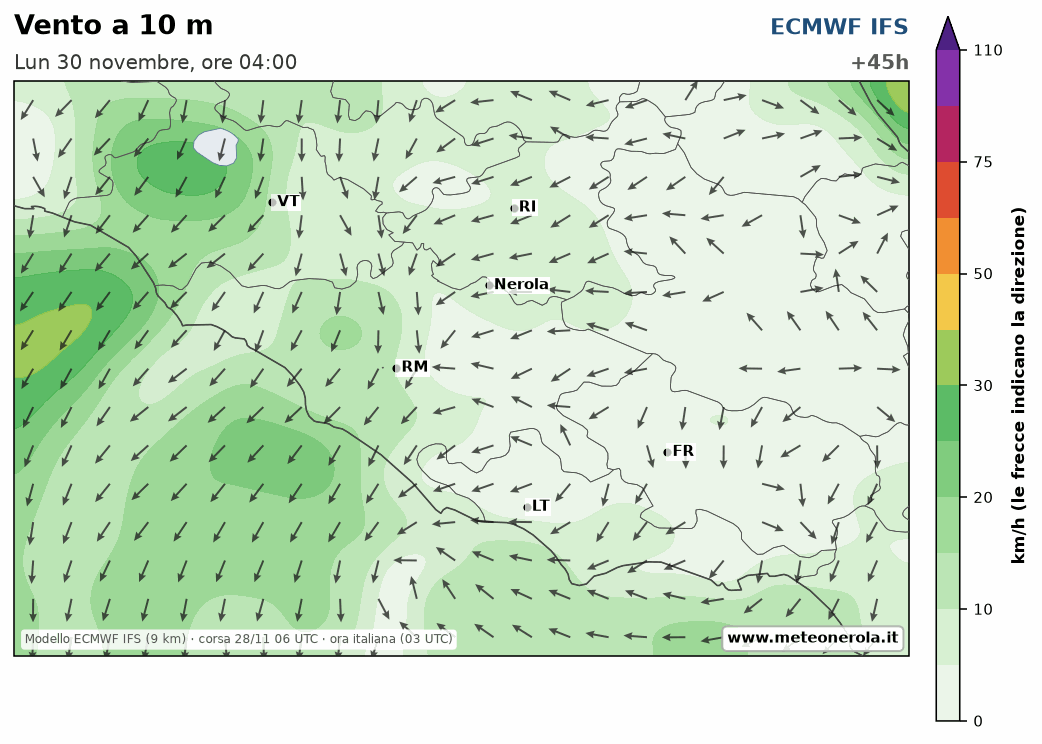 Vento a 10 m
ECMWF IFS
Lun 30 novembre, ore 04:00
+45h
VT
RI
Nerola
RM
FR
LT
Modello ECMWF IFS (9 km) · corsa 28/11 06 UTC · ora italiana (03 UTC)
www.meteonerola.it
110
75
50
30
20
10
0
km/h (le frecce indicano la direzione)